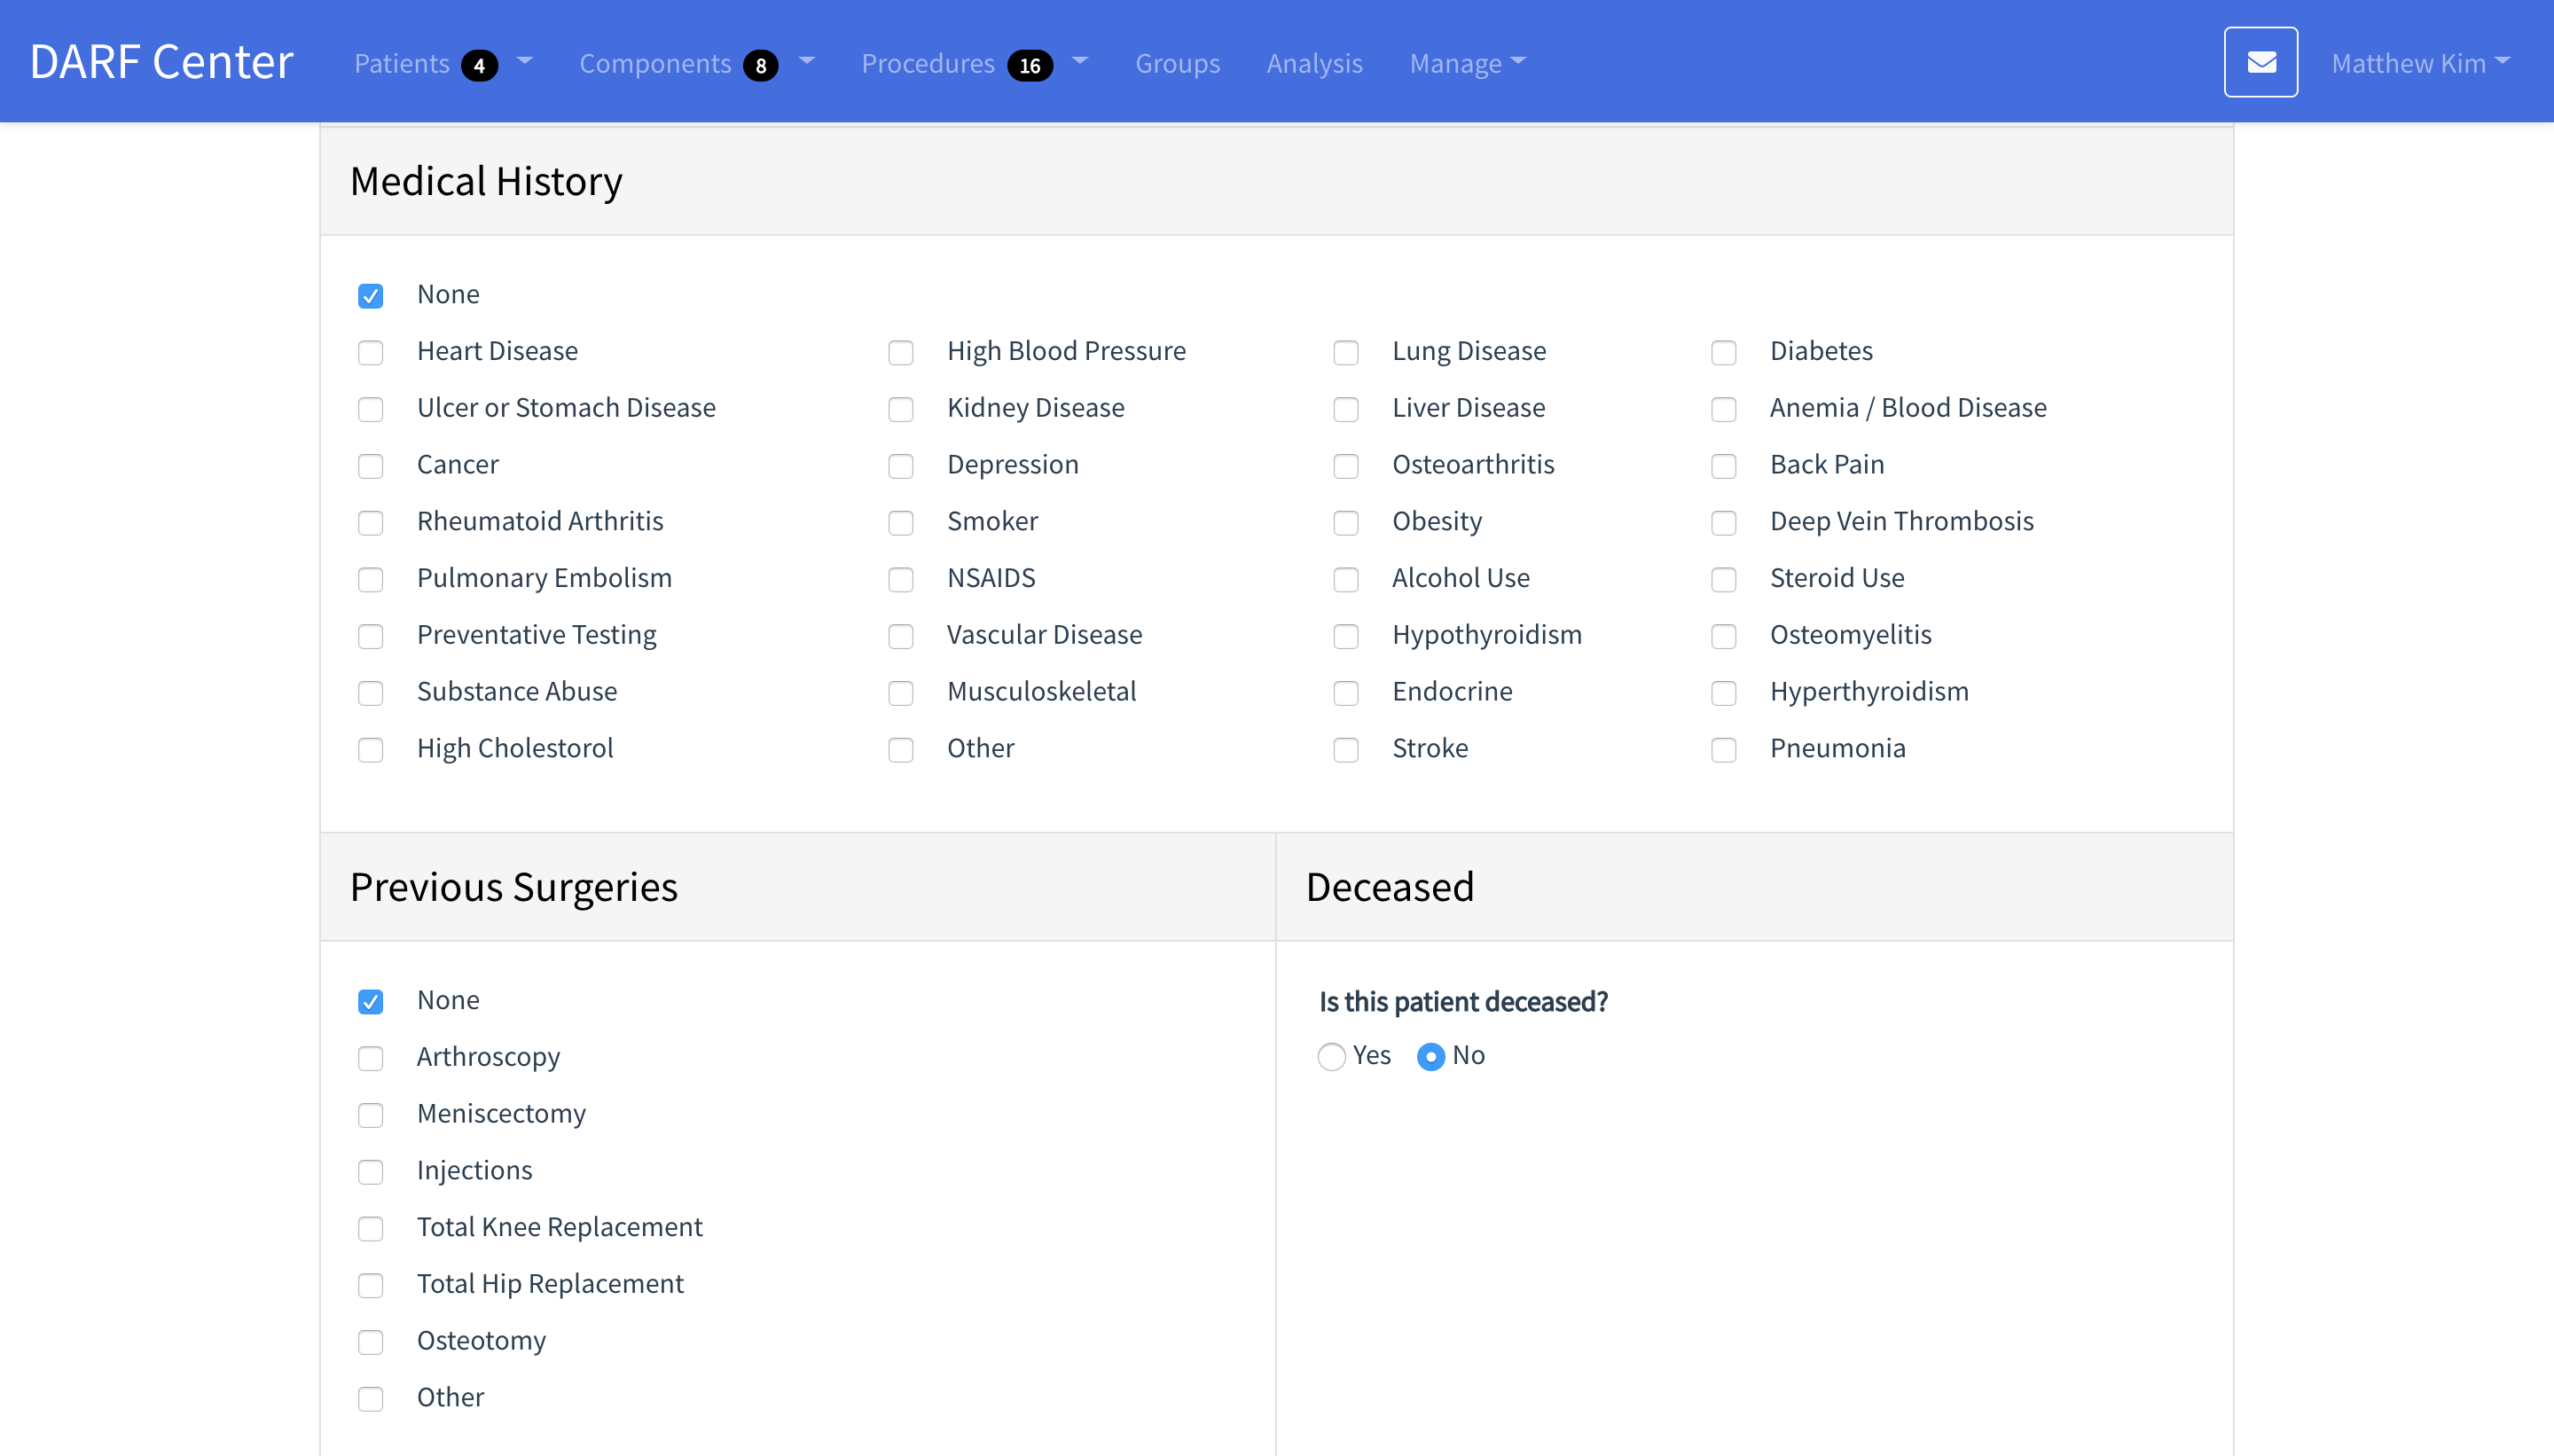 DARF Center Patients 4 Components 8 Procedures 16 Groups Analysis Manage Matthew Kim
Medical History
None
Heart Disease High Blood Pressure Lung Disease Diabetes
Ulcer or Stomach Disease Kidney Disease Liver Disease Anemia / Blood Disease
Cancer Depression Osteoarthritis Back Pain
Rheumatoid Arthritis Smoker Obesity Deep Vein Thrombosis
Pulmonary Embolism NSAIDS Alcohol Use Steroid Use
Preventative Testing Vascular Disease Hypothyroidism Osteomyelitis
Substance Abuse Musculoskeletal Endocrine Hyperthyroidism
High Cholestorol Other Stroke Pneumonia
Previous Surgeries
None
Arthroscopy
Meniscectomy
Injections
Total Knee Replacement
Total Hip Replacement
Osteotomy
Other
Deceased
Is this patient deceased?
Yes No